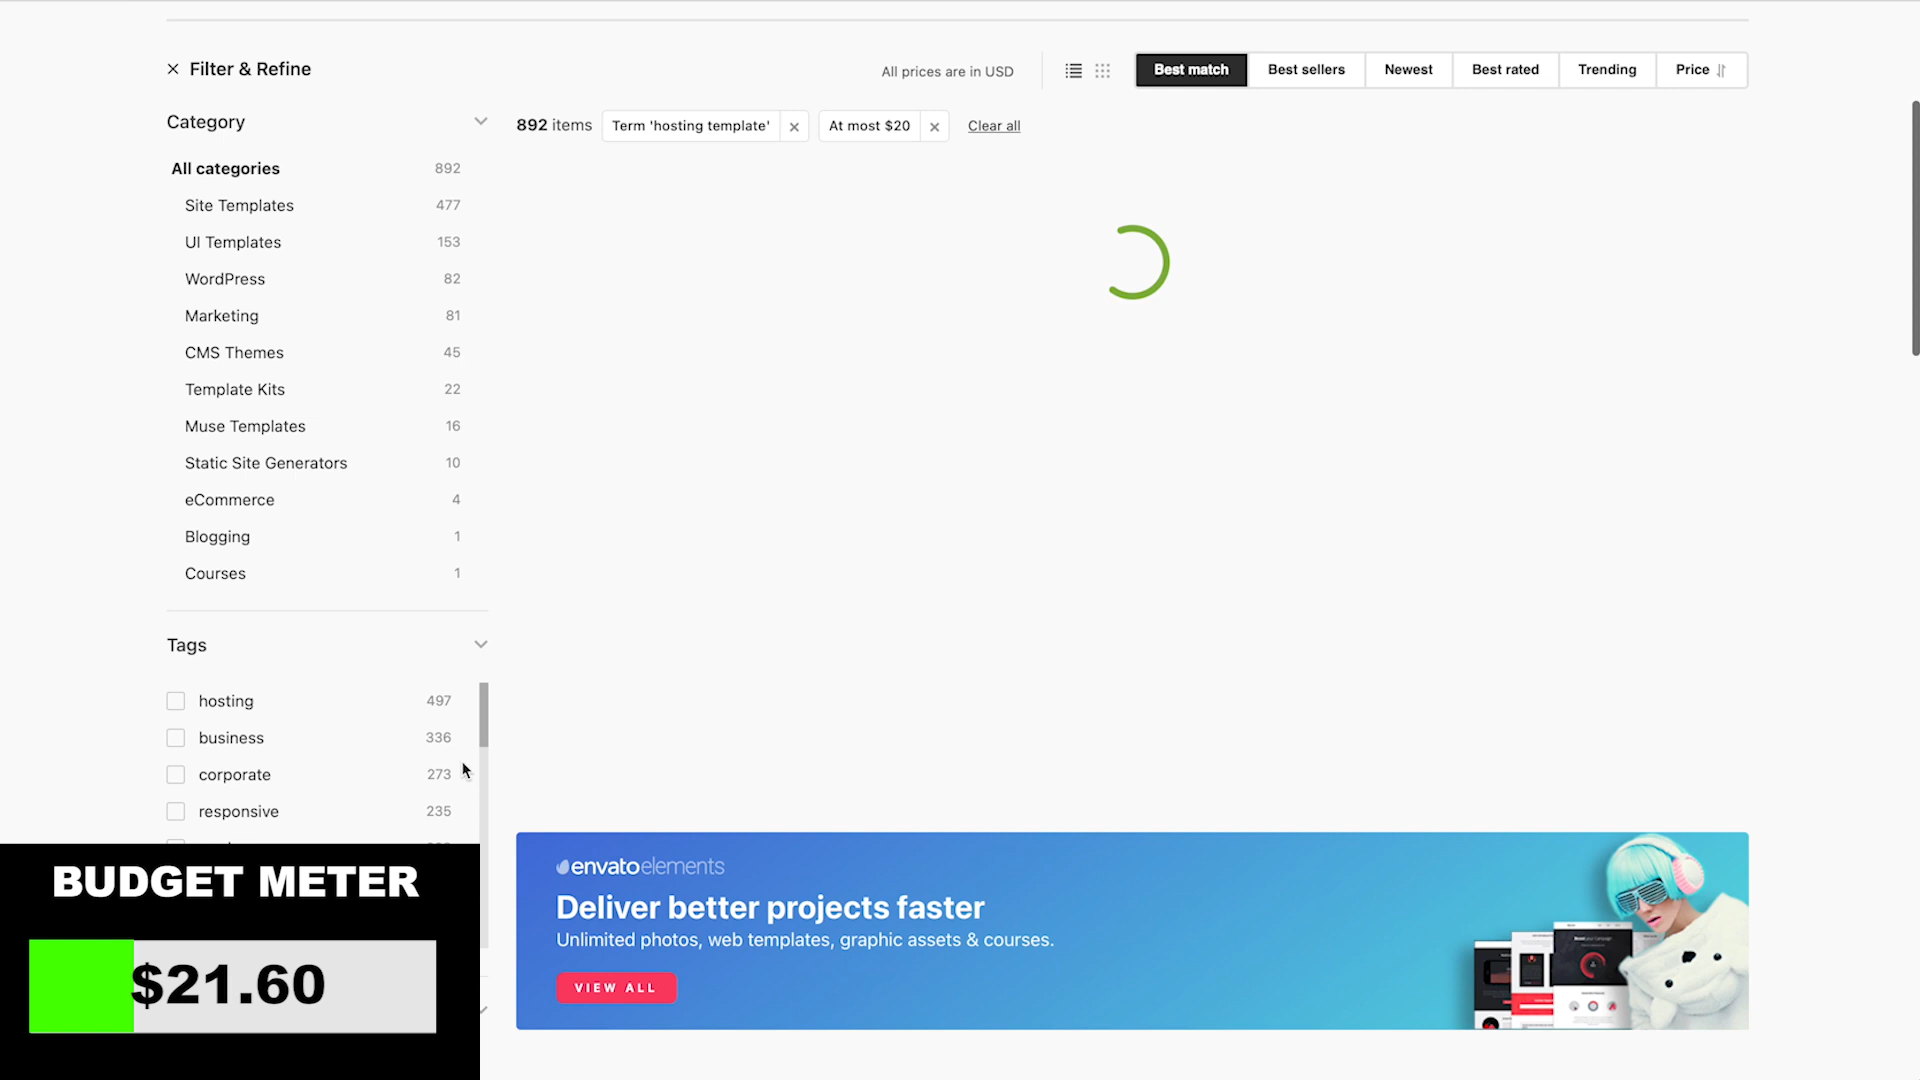 Filter & Refine
All prices are in USD
Best match
Best sellers
Newest
Best rated
Trending
Price
Category
892 items
Term 'hosting template'
At most $20
Clear all
All categories 892
Site Templates 477
UI Templates 153
WordPress 82
Marketing 81
CMS Themes 45
Template Kits 22
Muse Templates 16
Static Site Generators 10
eCommerce 4
Blogging 1
Courses 1
Tags
hosting 497
business 336
corporate 273
responsive 235
BUDGET METER
$21.60
envatoelements
Deliver better projects faster
Unlimited photos, web templates, graphic assets & courses.
VIEW ALL